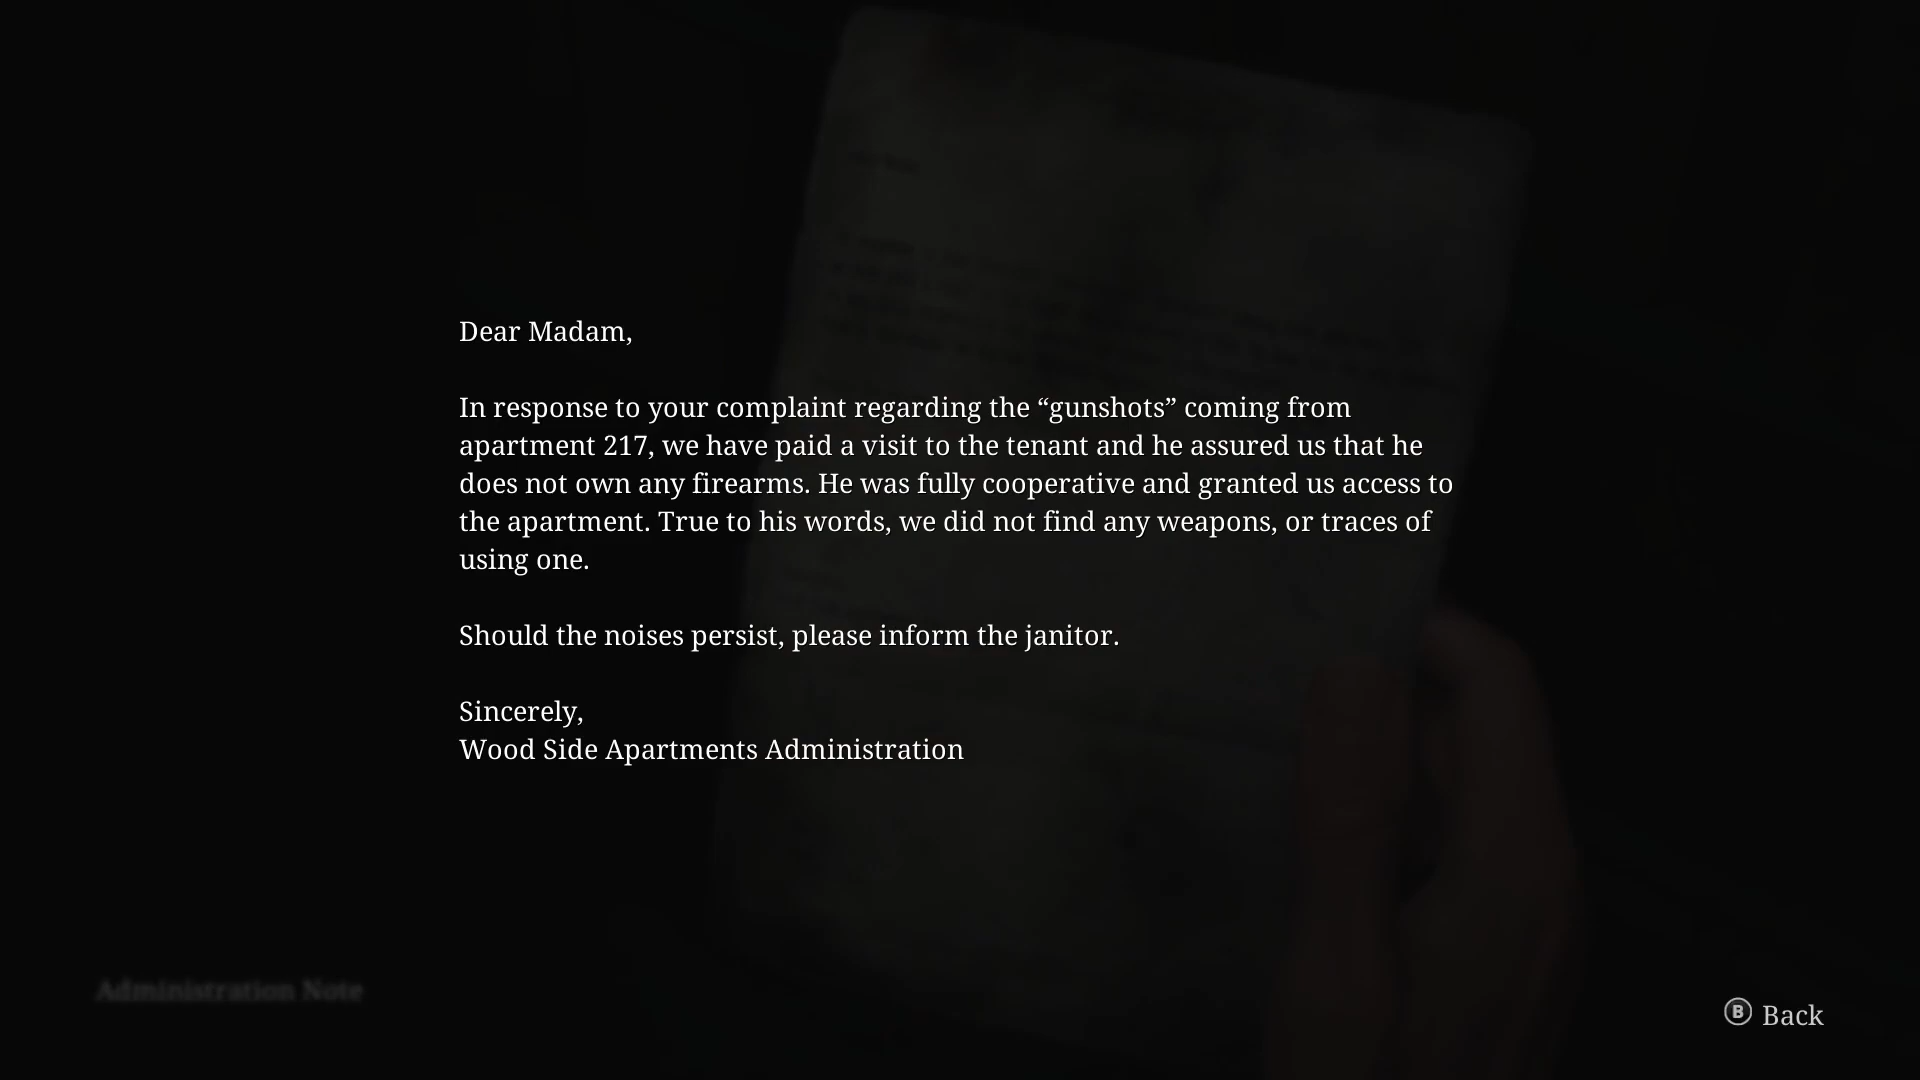 Dear Madam,
In response to your complaint regarding the “gunshots” coming from
apartment 217, we have paid a visit to the tenant and he assured us that he
does not own any firearms. He was fully cooperative and granted us access to
the apartment. True to his words, we did not find any weapons, or traces of
using one.
Should the noises persist, please inform the janitor.
Sincerely,
Wood Side Apartments Administration
Administration Note
B Back